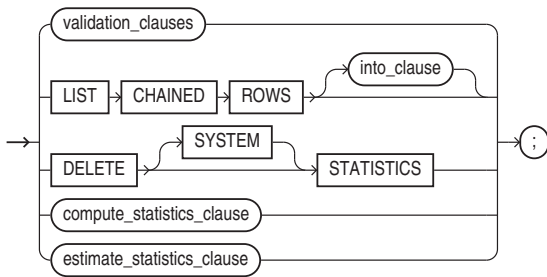 validation_clauses
into_clause
LIST CHAINED ROWS
SYSTEM
;
DELETE STATISTICS
compute_statistics_clause
estimate_statistics_clause